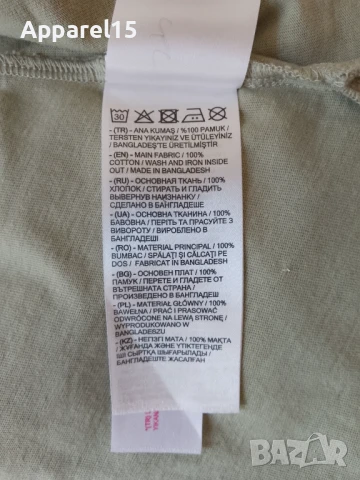 Apparel15
30
- (TR) - ANA KUMAŞ / %100 PAMUK /
TERSTEN YIKAYINIZ VE ÜTÜLEYİNİZ
/ BANGLADEŞ'TE ÜRETİLMİŞTİR
- (EN) - MAIN FABRIC / 100%
COTTON / WASH AND IRON INSIDE
OUT / MADE IN BANGLADESH
- (RU) - ОСНОВНАЯ ТКАНЬ / 100%
ХЛОПОК / СТИРАТЬ И ГЛАДИТЬ
ВЫВЕРНУВ НАИЗНАНКУ /
СДЕЛАНО В БАНГЛАДЕШЕ
- (UA) - ОСНОВНА ТКАНИНА / 100%
БАВОВНА / ПЕРІТЬ ТА ПРАСУЙТЕ З
ВИВОРОТУ / ВИРОБЛЕНО В
БАНГЛАДЕШІ
- (RO) - MATERIAL PRINCIPAL / 100%
BUMBAC / SPĂLAȚI ȘI CĂLCAȚI PE
DOS / FABRICAT ÎN BANGLADESH
- (BG) - ОСНОВЕН ПЛАТ / 100%
ПАМУК / ПЕРЕТЕ И ГЛАДЕТЕ ОТ
ВЪТРЕШНАТА СТРАНА /
ПРОИЗВЕДЕНО В БАНГЛАДЕШ
- (PL) - MATERIAŁ GŁÓWNY / 100%
BAWEŁNA / PRAĆ I PRASOWAĆ
ODWRÓCONE NA LEWĄ STRONĘ /
WYPRODUKOWANO W
BANGLADESZU
- (KZ) - НЕГІЗГІ МАТА / 100% МАҚТА
/ ЖУҒАНДА ЖӘНЕ ҮТІКТЕГЕНДЕ
ІШІ СЫРТҚА ШЫҒАРЫЛАДЫ /
БАНГЛАДЕШТЕ ЖАСАЛҒАН
bazar.bg